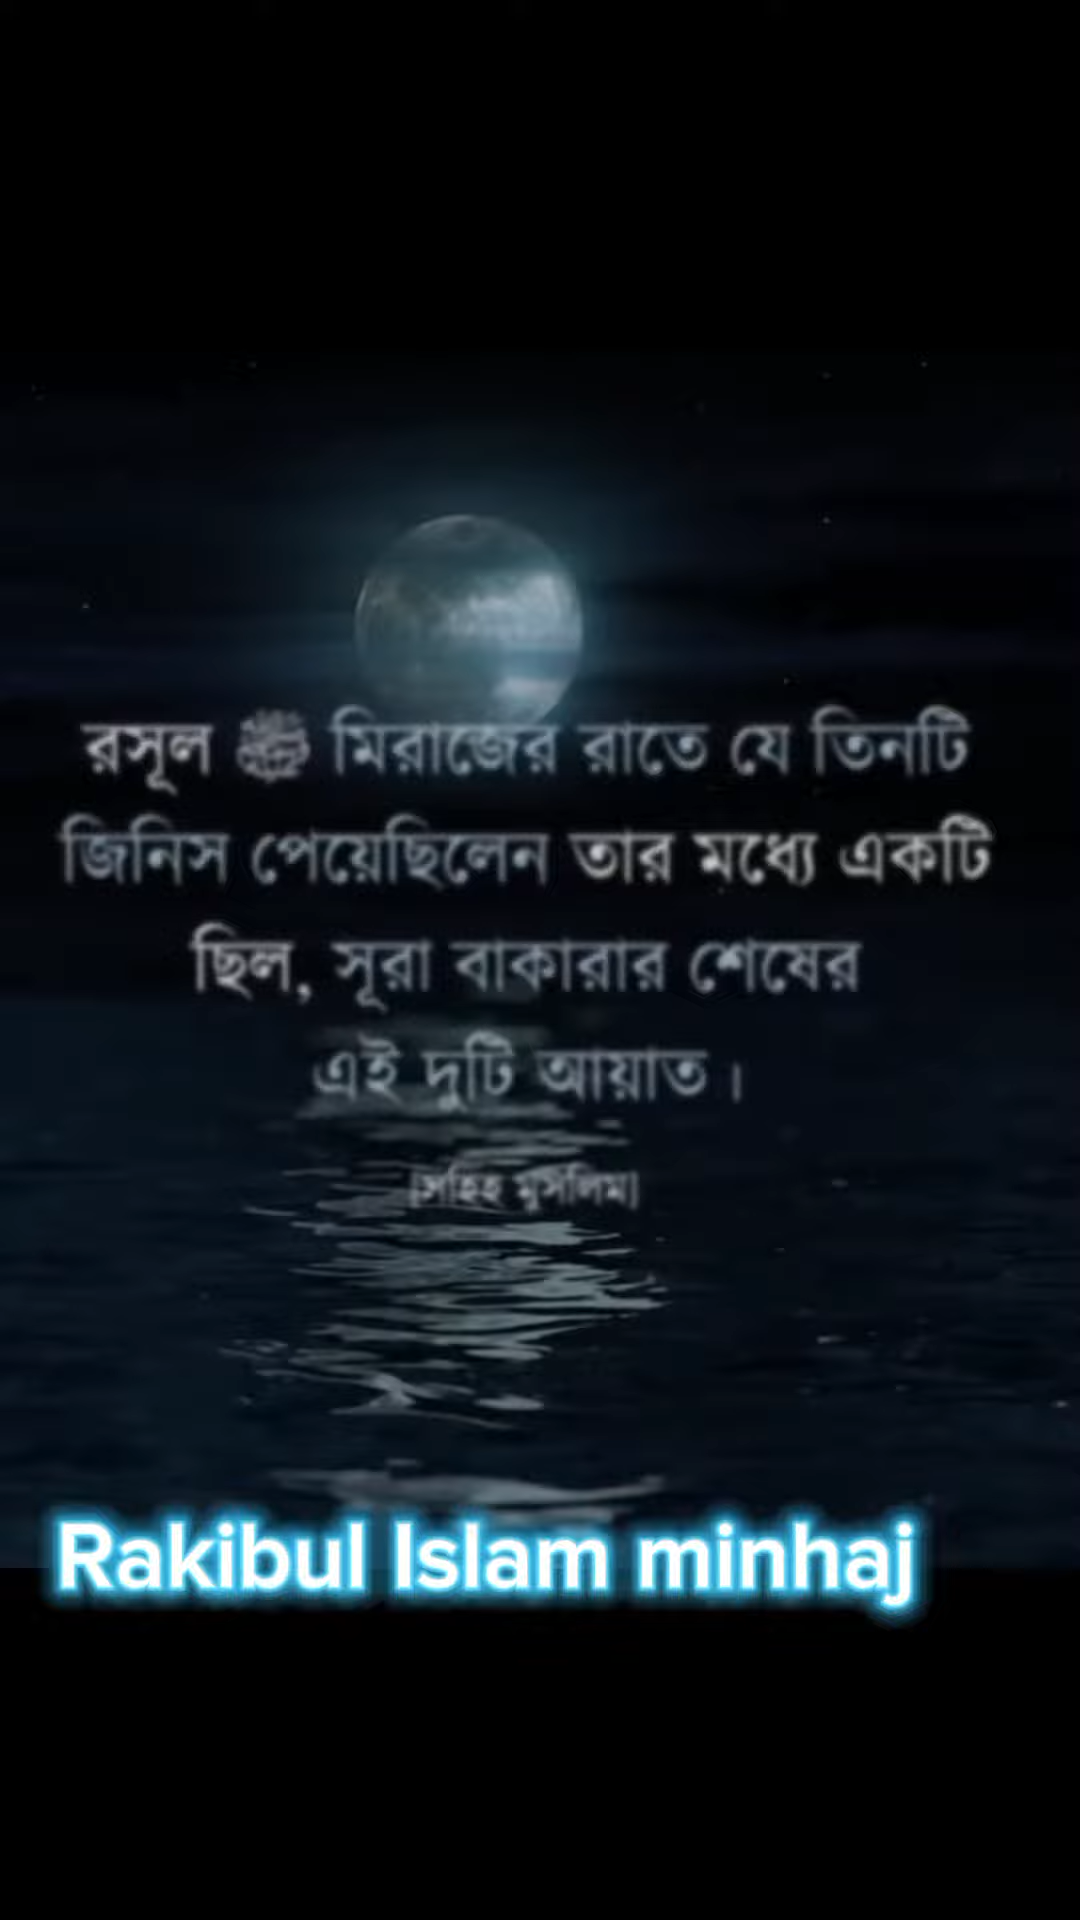 রসূল ﷺ মিরাজের রাতে যে তিনটি
জিনিস পেয়েছিলেন তার মধ্যে একটি
ছিল, সূরা বাকারার শেষের
এই দুটি আয়াত।
[সহিহ মুসলিম]
Rakibul Islam minhaj